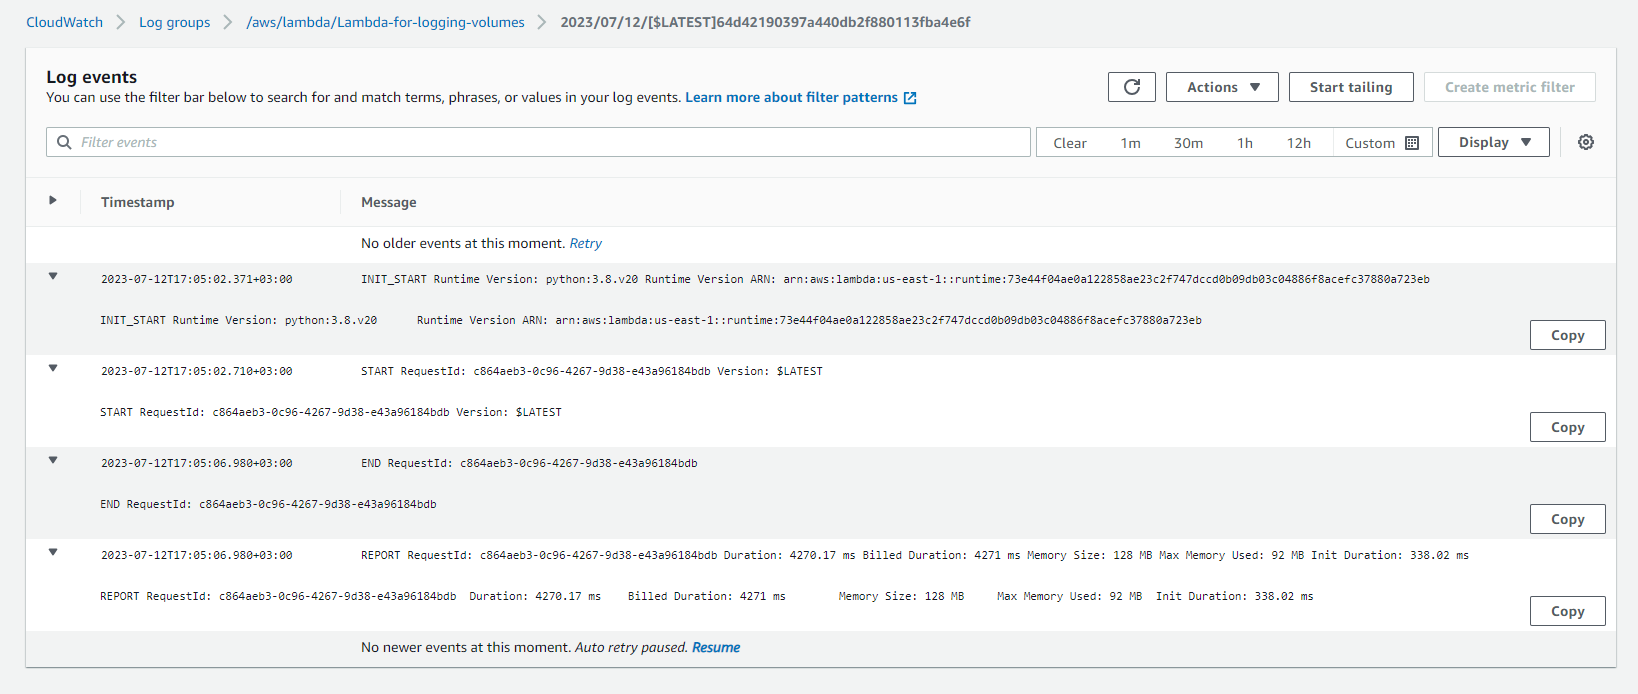 CloudWatch > Log groups > /aws/lambda/Lambda-for-logging-volumes > 2023/07/12/[$LATEST]64d42190397a440db2f880113fba4e6f
Log events
You can use the filter bar below to search for and match terms, phrases, or values in your log events. Learn more about filter patterns
Actions Start tailing Create metric filter
Filter events Clear 1m 30m 1h 12h Custom Display
Timestamp Message
No older events at this moment. Retry
2023-07-12T17:05:02.371+03:00 INIT_START Runtime Version: python:3.8.v20 Runtime Version ARN: arn:aws:lambda:us-east-1::runtime:73e44f04ae0a122858ae23c2f747dccd0b09db03c04886f8acefc37880a723eb
INIT_START Runtime Version: python:3.8.v20 Runtime Version ARN: arn:aws:lambda:us-east-1::runtime:73e44f04ae0a122858ae23c2f747dccd0b09db03c04886f8acefc37880a723eb
Copy
2023-07-12T17:05:02.710+03:00 START RequestId: c864aeb3-0c96-4267-9d38-e43a96184bdb Version: $LATEST
START RequestId: c864aeb3-0c96-4267-9d38-e43a96184bdb Version: $LATEST
Copy
2023-07-12T17:05:06.980+03:00 END RequestId: c864aeb3-0c96-4267-9d38-e43a96184bdb
END RequestId: c864aeb3-0c96-4267-9d38-e43a96184bdb
Copy
2023-07-12T17:05:06.980+03:00 REPORT RequestId: c864aeb3-0c96-4267-9d38-e43a96184bdb Duration: 4270.17 ms Billed Duration: 4271 ms Memory Size: 128 MB Max Memory Used: 92 MB Init Duration: 338.02 ms
REPORT RequestId: c864aeb3-0c96-4267-9d38-e43a96184bdb Duration: 4270.17 ms Billed Duration: 4271 ms Memory Size: 128 MB Max Memory Used: 92 MB Init Duration: 338.02 ms
Copy
No newer events at this moment. Auto retry paused. Resume